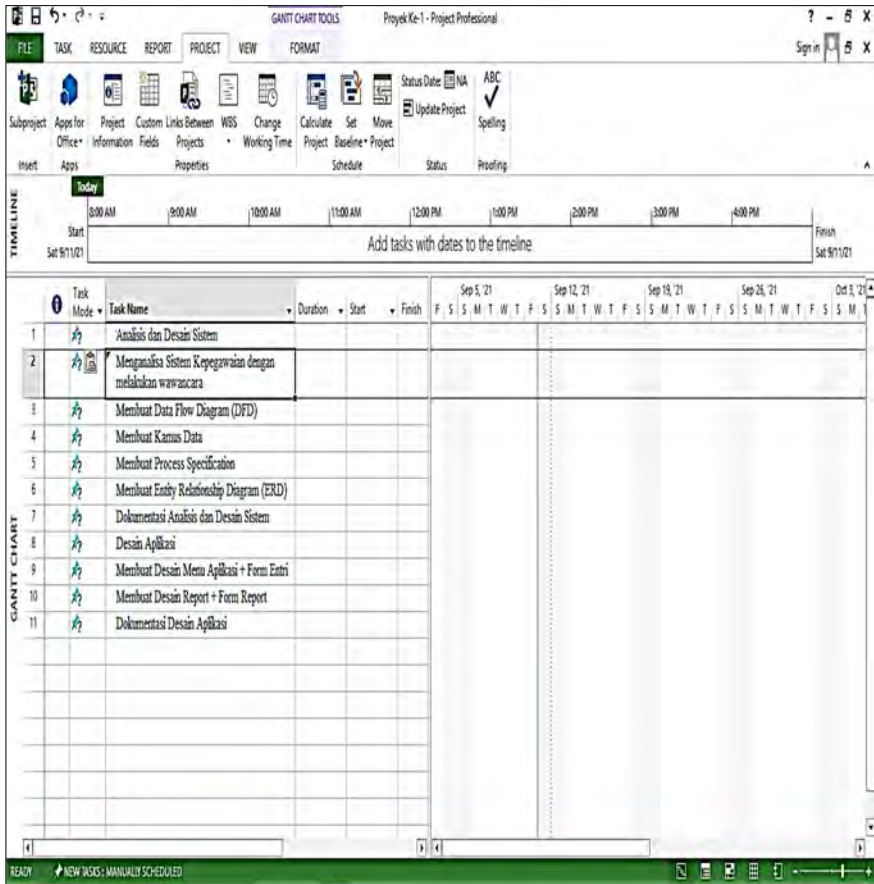 GANTT CHART TOOLS
Proyek Ke-1 - Project Professional
FILE TASK RESOURCE REPORT PROJECT VIEW FORMAT
Sign in
Subproject
Apps for Office
Project Information
Custom Fields
Links Between Projects
WBS
Change Working Time
Calculate Project
Set Baseline
Move Project
Status Date: NA
Update Project
ABC
Spelling
Insert Apps Properties Schedule Status Proofing
TIMELINE
Today
8:00 AM 9:00 AM 10:00 AM 11:00 AM 12:00 PM 1:00 PM 2:00 PM 3:00 PM 4:00 PM
Start
Sat 9/11/21
Add tasks with dates to the timeline
Finish
Sat 9/11/21
GANTT CHART
Task Mode Task Name Duration Start Finish
Sep 5, '21 Sep 12, '21 Sep 19, '21 Sep 26, '21 Oct 3, '21
F S S M T W T F S S M T W T F S S M T W T F S S M T W T F S S M T
1 Analisis dan Desain Sistem
2 Menganalisa Sistem Kepegawaian dengan
melakukan wawancara
3 Membuat Data Flow Diagram (DFD)
4 Membuat Kamus Data
5 Membuat Process Specification
6 Membuat Entity Relationship Diagram (ERD)
7 Dokumentasi Analisis dan Desain Sistem
8 Desain Aplikasi
9 Membuat Desain Menu Aplikasi + Form Entri
10 Membuat Desain Report + Form Report
11 Dokumentasi Desain Aplikasi
READY NEW TASKS : MANUALLY SCHEDULED